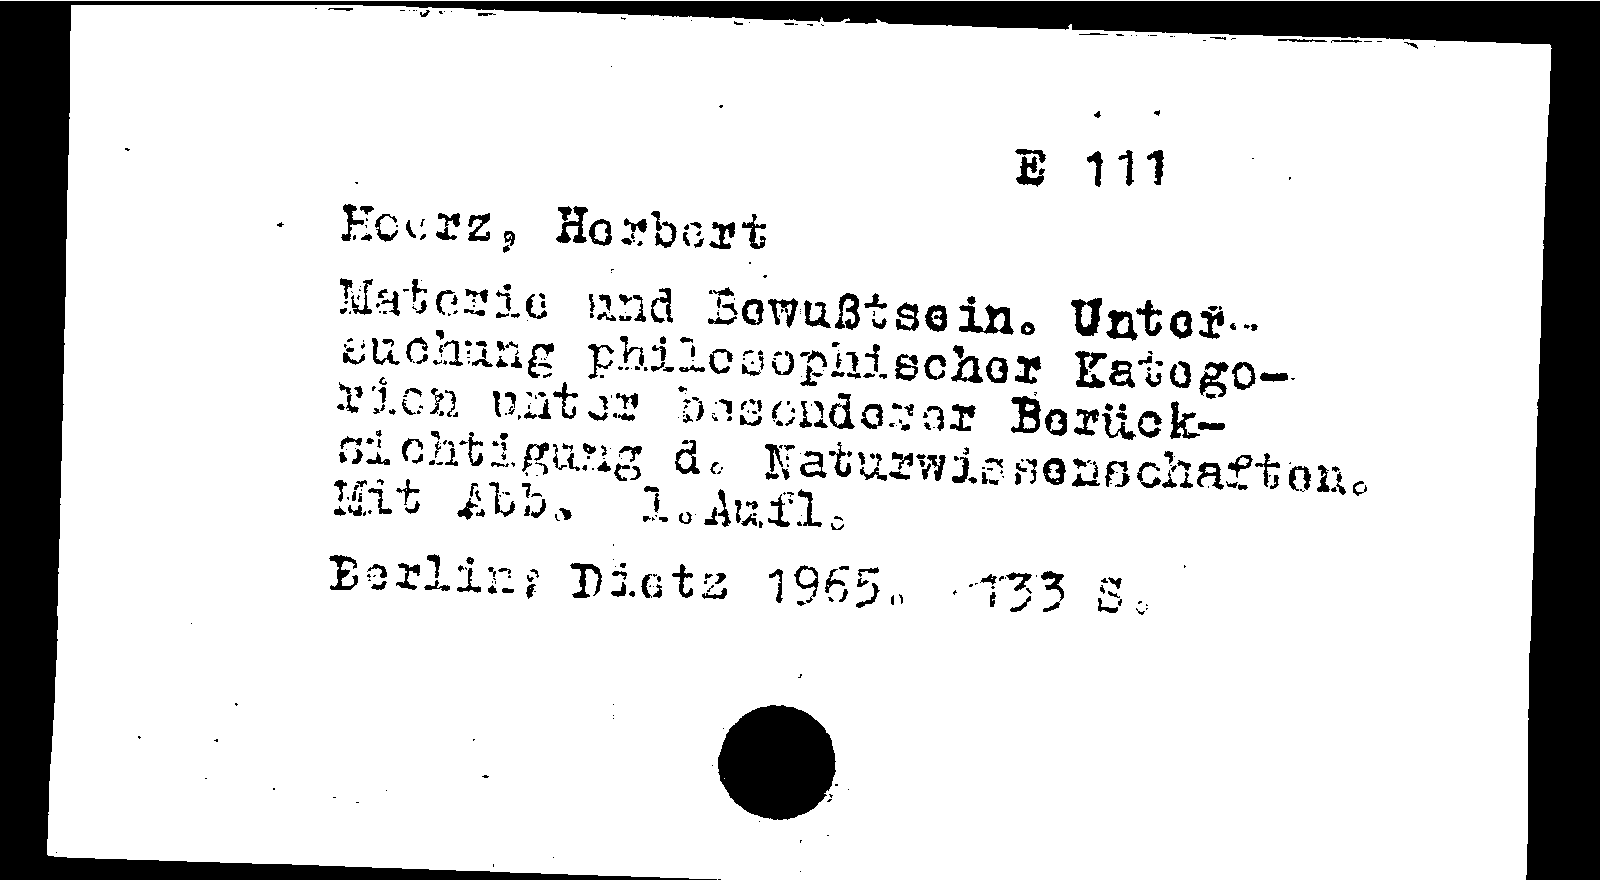 E 111
Hoerz, Herbert
Materie und Bewußtsein. Unter-
suchung philosophischer Katego-
rien unter besonderer Berück-
sichtigung d. Naturwissenschaften.
Mit Abb. 1.Aufl.
Berlin: Dietz 1965. 133 S.